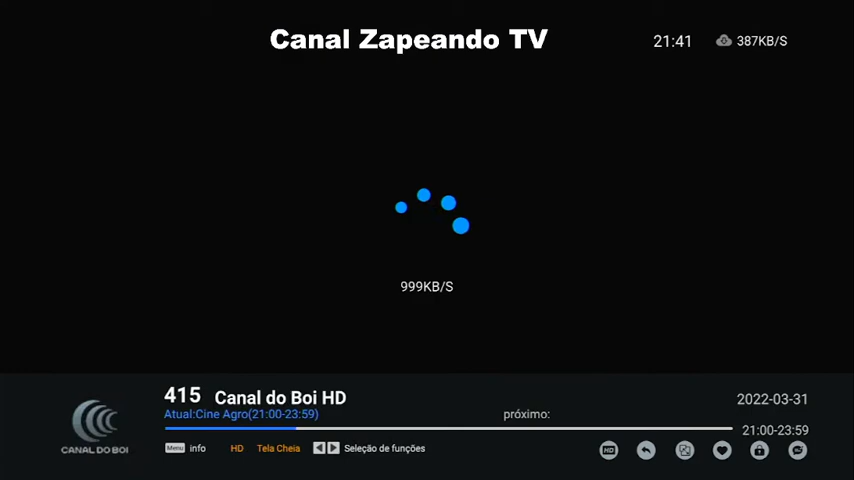 Canal Zapeando TV
21:41
387KB/S
999KB/S
415 Canal do Boi HD
2022-03-31
Atual:Cine Agro(21:00-23:59)
próximo:
21:00-23:59
CANAL DO BOI
Menu info HD Tela Cheia Seleção de funções
HD